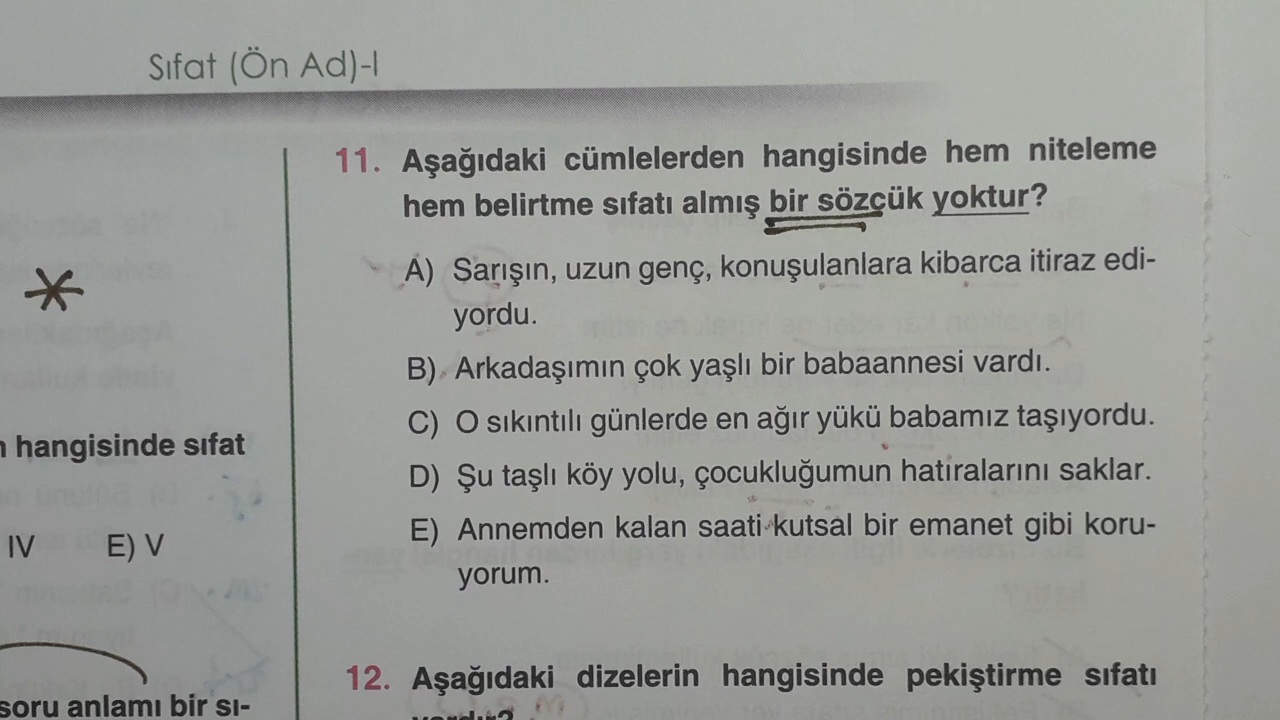 Sıfat (Ön Ad)-I
hangisinde sıfat
IV E) V
soru anlamı bir sı-
11. Aşağıdaki cümlelerden hangisinde hem niteleme
hem belirtme sıfatı almış bir sözçük yoktur?
A) Sarışın, uzun genç, konuşulanlara kibarca itiraz edi-
yordu.
B) Arkadaşımın çok yaşlı bir babaannesi vardı.
C) O sıkıntılı günlerde en ağır yükü babamız taşıyordu.
D) Şu taşlı köy yolu, çocukluğumun hatıralarını saklar.
E) Annemden kalan saati kutsal bir emanet gibi koru-
yorum.
12. Aşağıdaki dizelerin hangisinde pekiştirme sıfatı